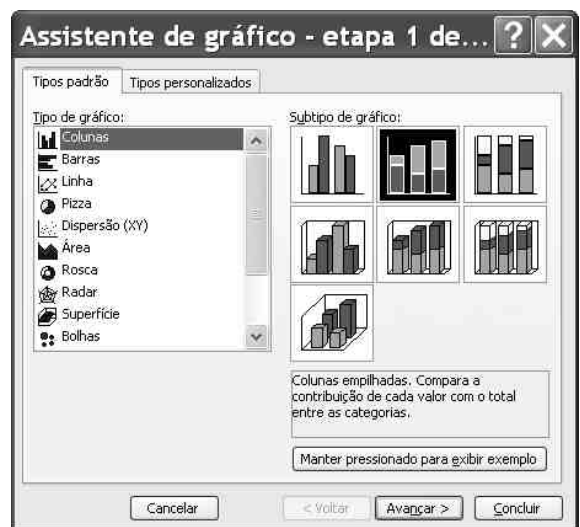 Assistente de gráfico - etapa 1 de...
Tipos padrão
Tipos personalizados
Tipo de gráfico:
Colunas
Barras
Linha
Pizza
Dispersão (XY)
Área
Rosca
Radar
Superfície
Bolhas
Subtipo de gráfico:
Colunas empilhadas. Compara a
contribuição de cada valor com o total
entre as categorias.
Manter pressionado para exibir exemplo
Cancelar
< Voltar
Avançar >
Concluir